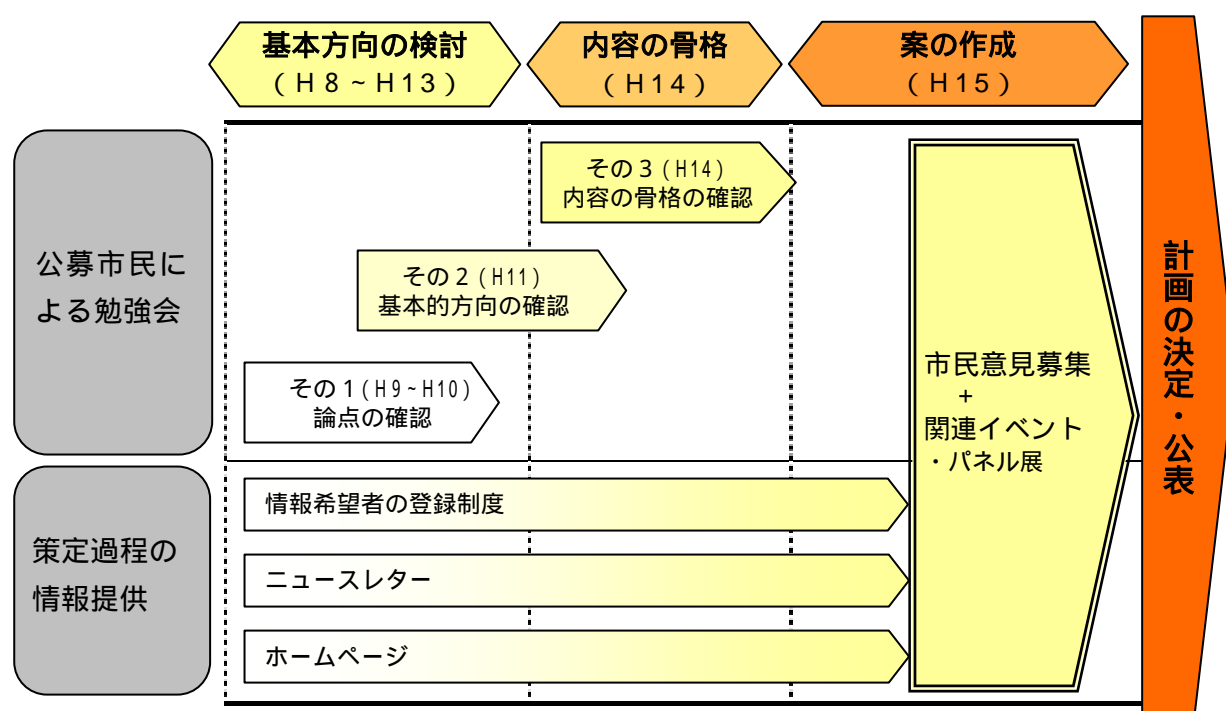 基本方向の検討
(H8~H13)
内容の骨格
(H14)
案の作成
(H15)
公募市民に
よる勉強会
その3(H14)
内容の骨格の確認
その2(H11)
基本的方向の確認
その1(H9~H10)
論点の確認
策定過程の
情報提供
情報希望者の登録制度
ニュースレター
ホームページ
市民意見募集
+
関連イベント
・パネル展
計画の決定・公表